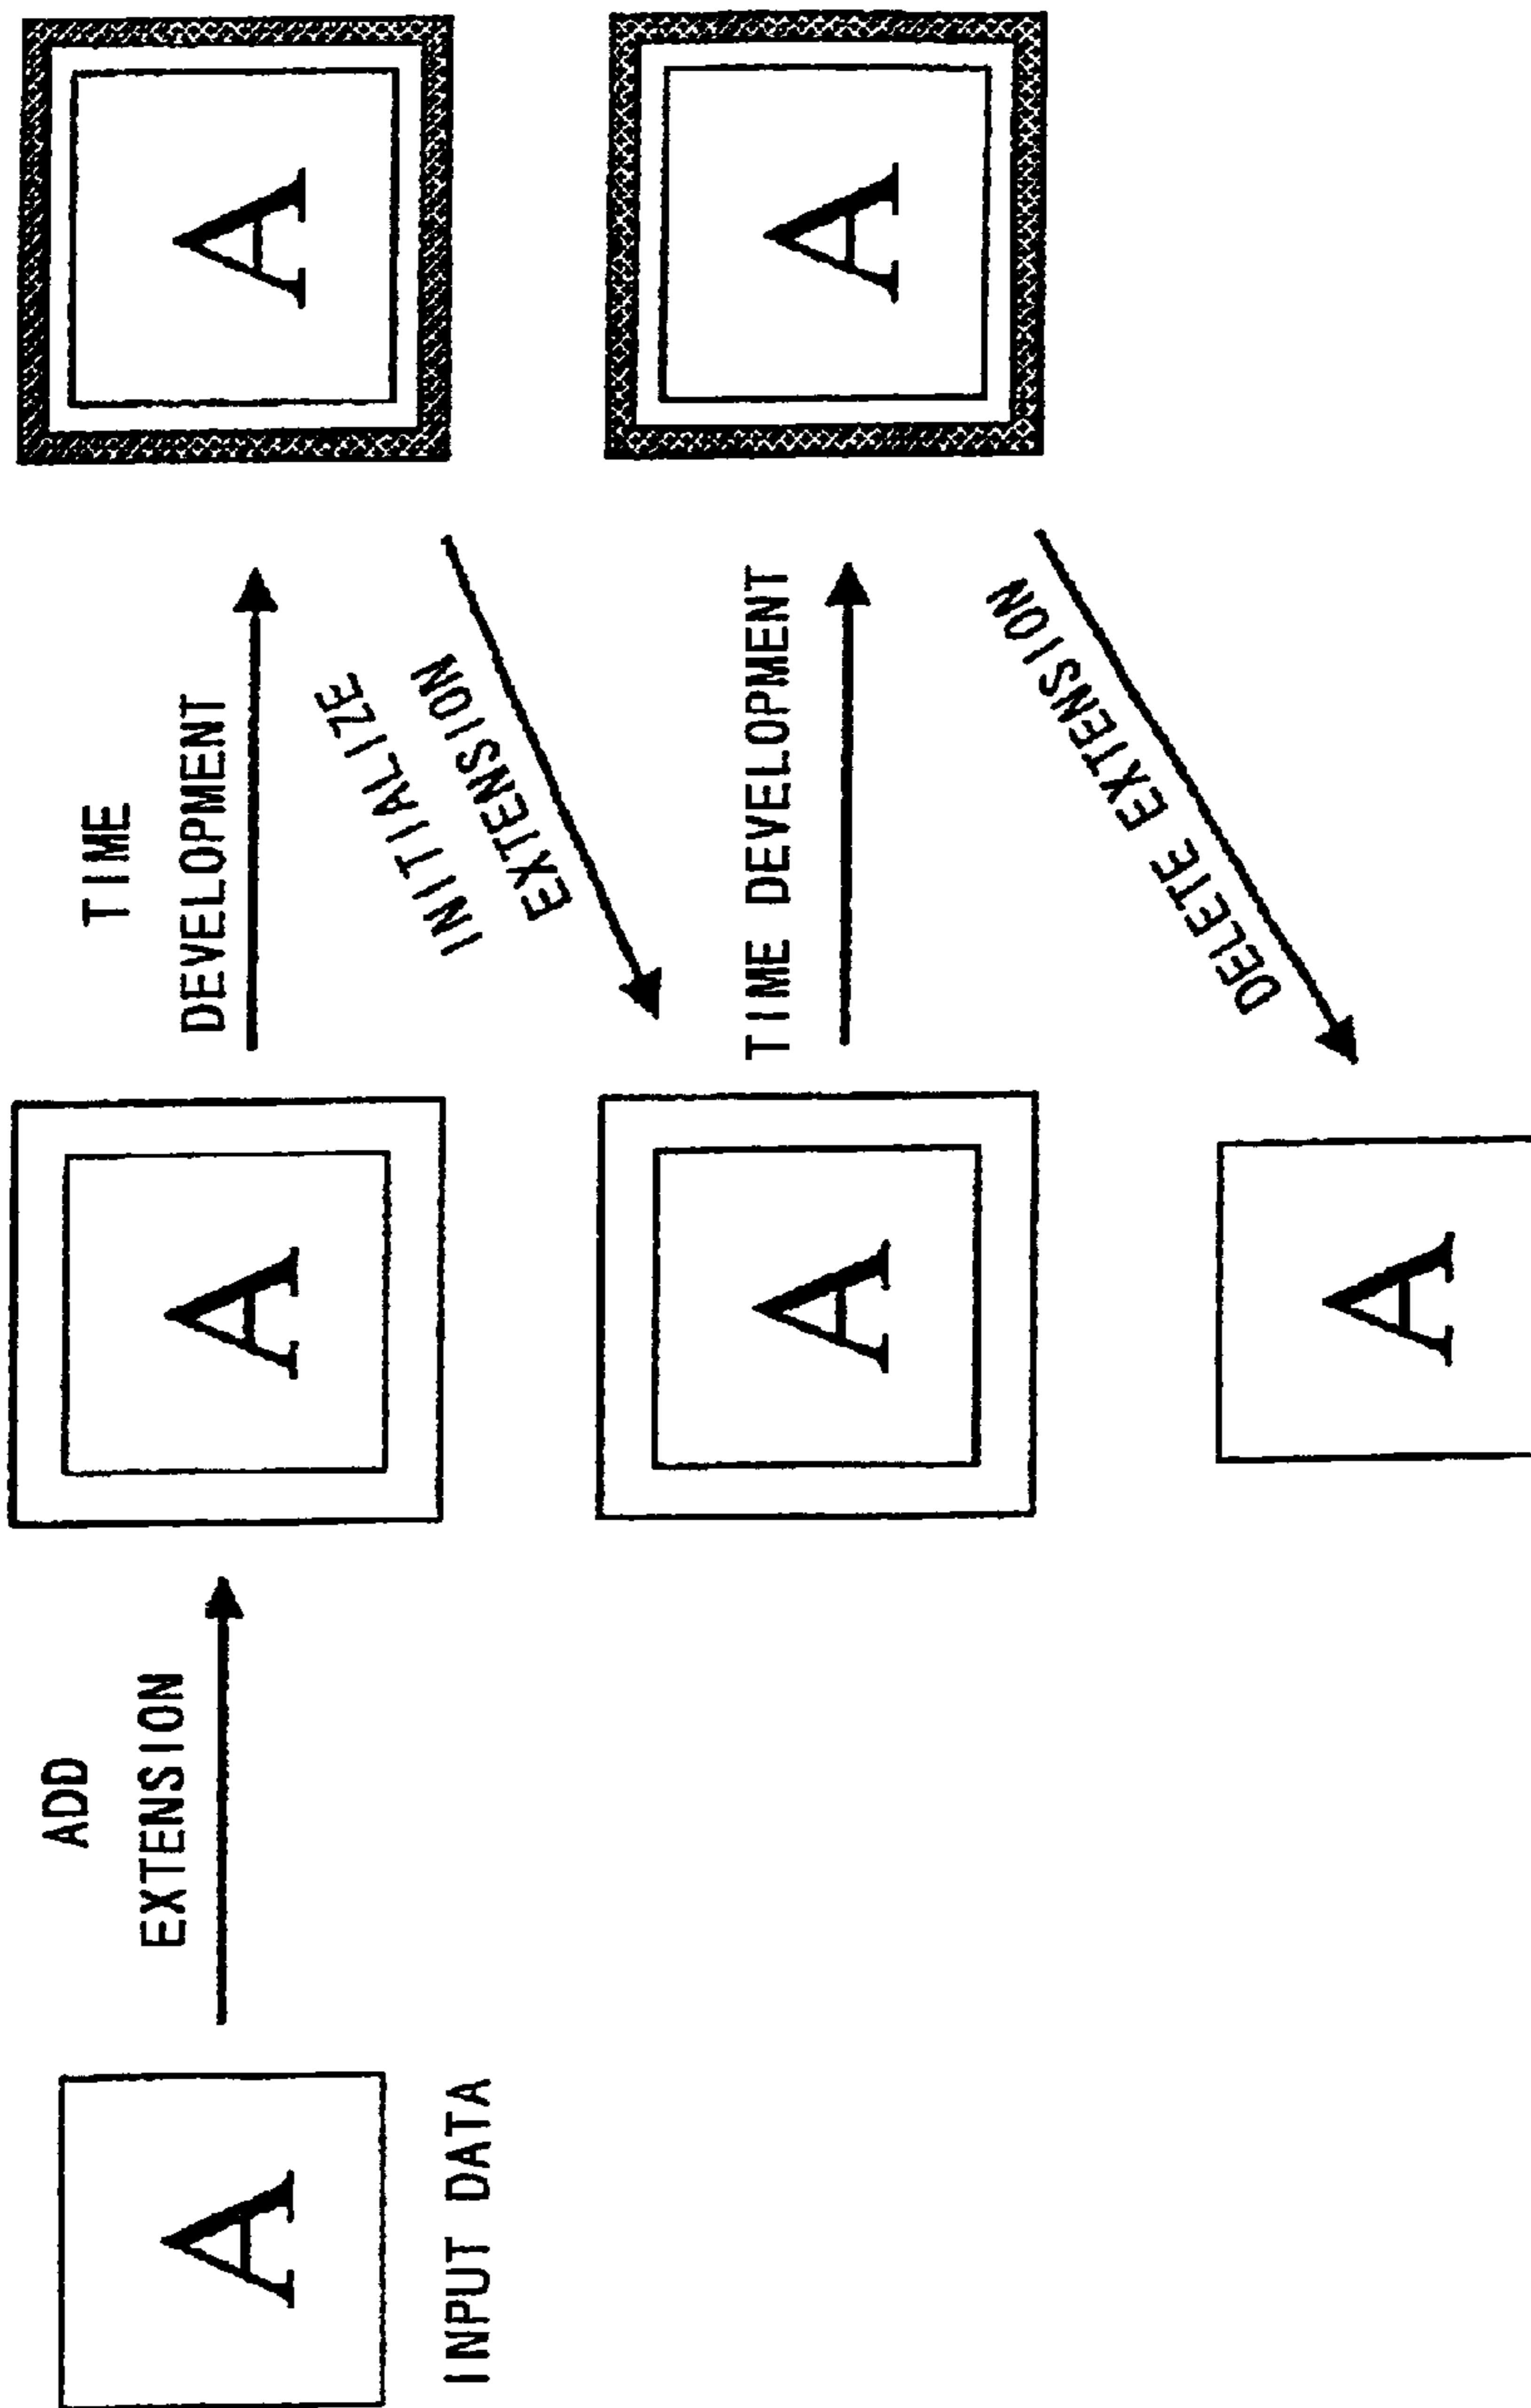 A
INPUT DATA
ADD
EXTENSION
A
TIME
DEVELOPMENT
A
INITIALIZE
EXTENSION
A
TIME DEVELOPMENT
A
DELETE EXTENSION
A